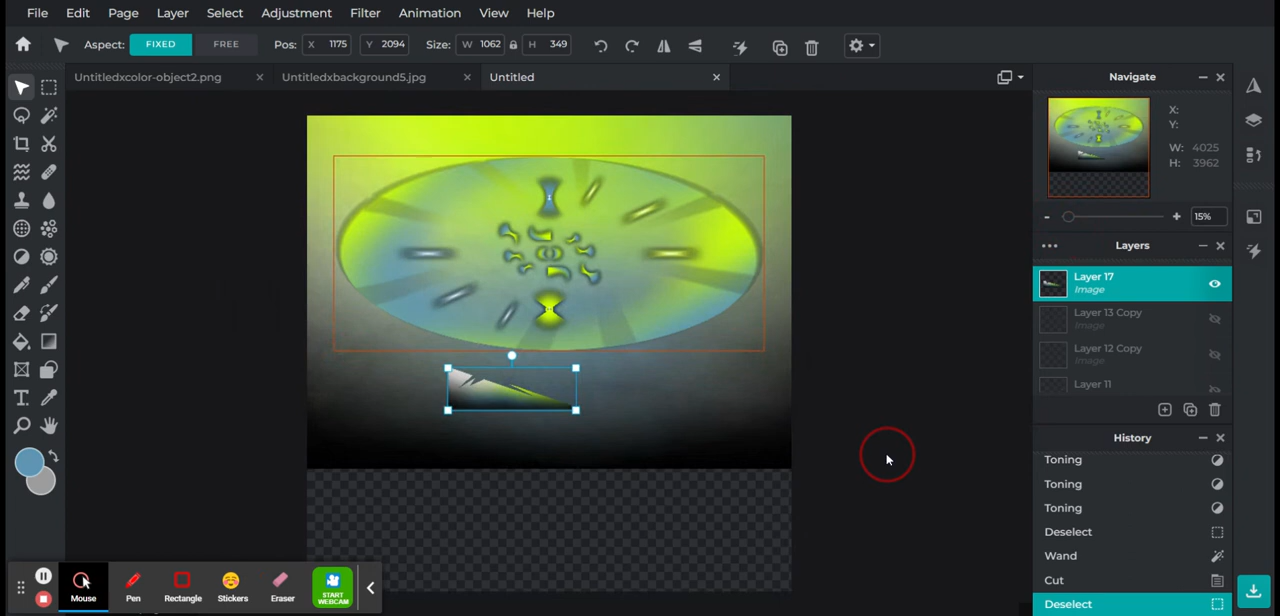 File Edit Page Layer Select Adjustment Filter Animation View Help
Aspect: FIXED FREE Pos: X 1175 Y 2094 Size: W 1062 H 349
Untitledxcolor-object2.png Untitledxbackground5.jpg Untitled
Navigate
X:
Y:
W: 4025
H: 3962
- + 15%
Layers
Layer 17
Image
Layer 13 Copy
Image
Layer 12 Copy
Image
Layer 11
History
Toning
Toning
Toning
Deselect
Wand
Cut
Deselect
T
Mouse Pen Rectangle Stickers Eraser START WEBCAM